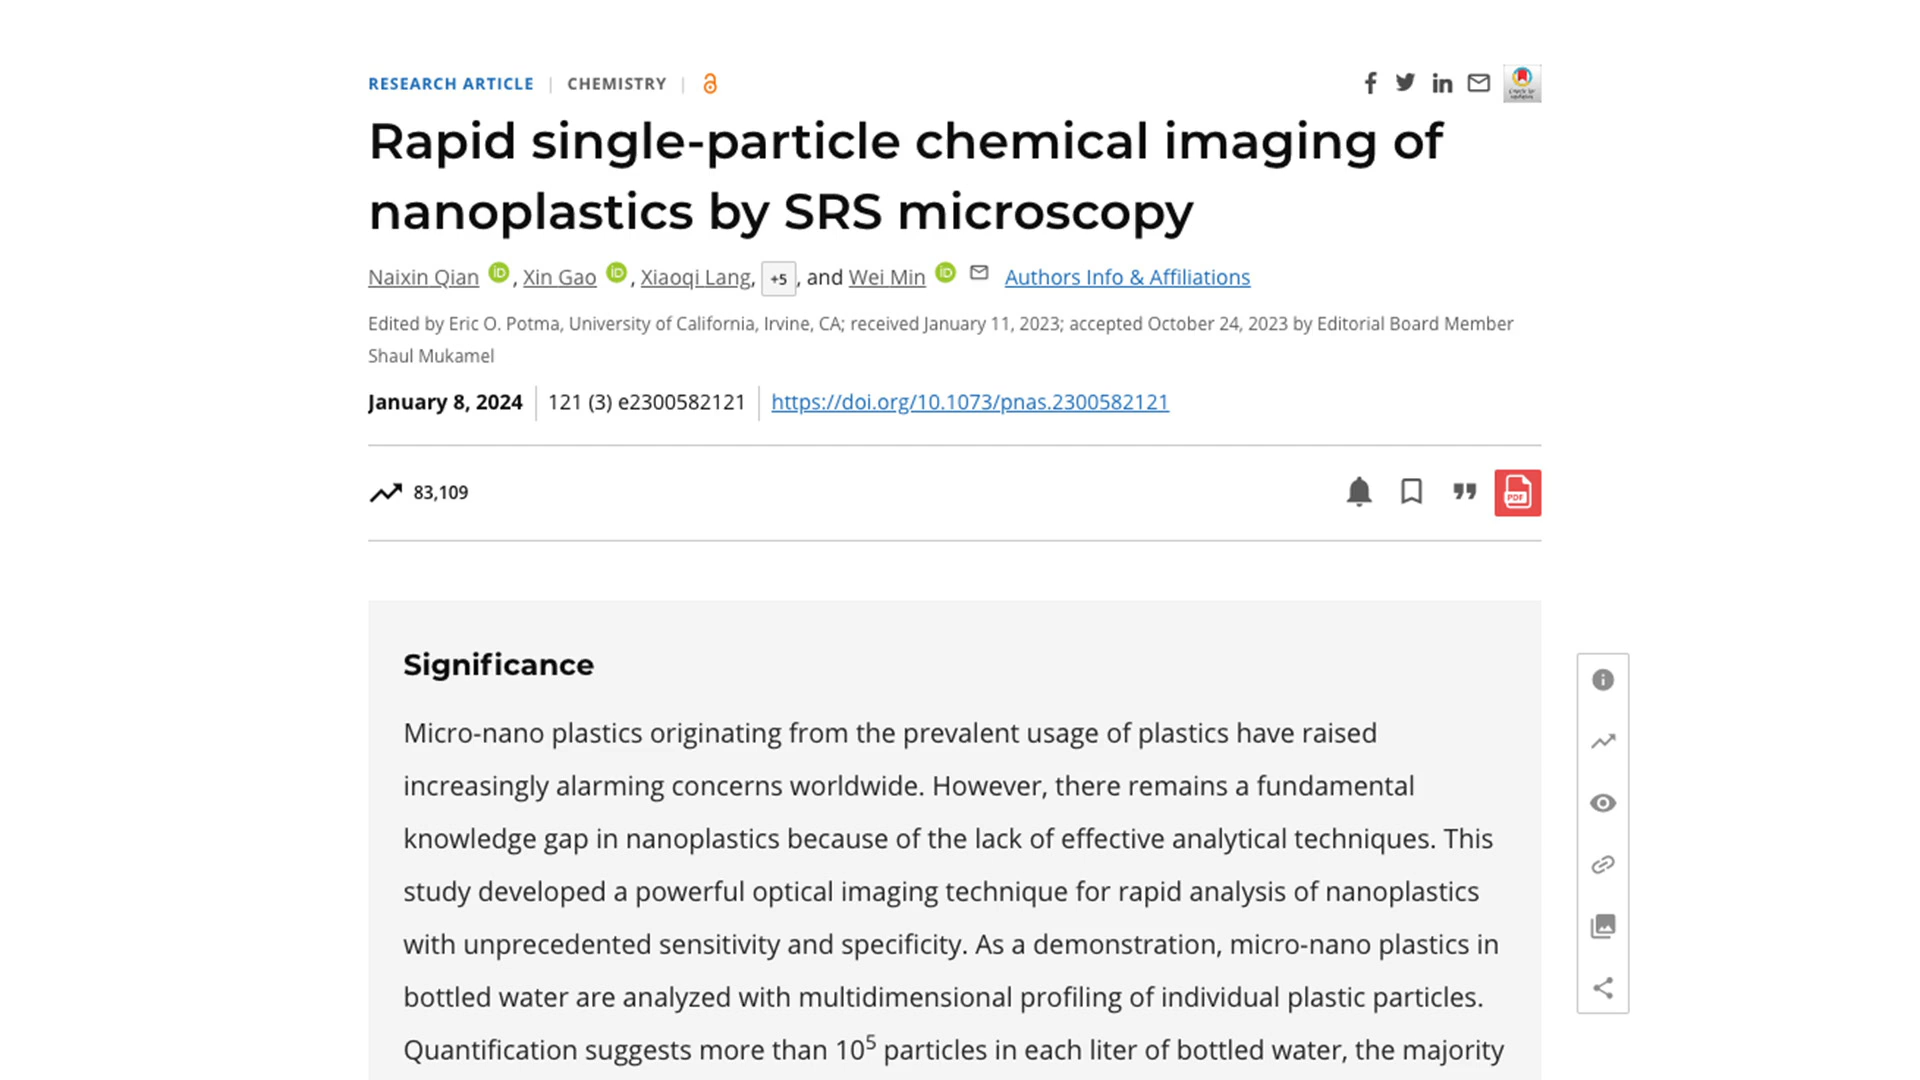 RESEARCH ARTICLE | CHEMISTRY |
Rapid single-particle chemical imaging of
nanoplastics by SRS microscopy
Naixin Qian iD, Xin Gao iD, Xiaoqi Lang, +5, and Wei Min iD Authors Info & Affiliations
Edited by Eric O. Potma, University of California, Irvine, CA; received January 11, 2023; accepted October 24, 2023 by Editorial Board Member
Shaul Mukamel
January 8, 2024 | 121 (3) e2300582121 | https://doi.org/10.1073/pnas.2300582121
83,109
PDF
Significance
Micro-nano plastics originating from the prevalent usage of plastics have raised
increasingly alarming concerns worldwide. However, there remains a fundamental
knowledge gap in nanoplastics because of the lack of effective analytical techniques. This
study developed a powerful optical imaging technique for rapid analysis of nanoplastics
with unprecedented sensitivity and specificity. As a demonstration, micro-nano plastics in
bottled water are analyzed with multidimensional profiling of individual plastic particles.
Quantification suggests more than 10⁵ particles in each liter of bottled water, the majority